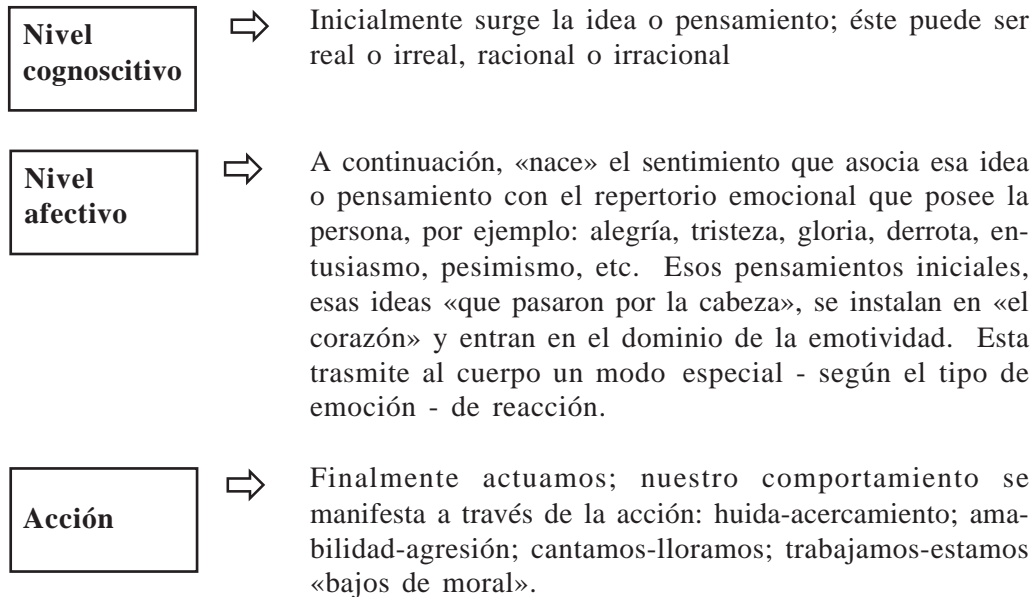 Nivel
cognoscitivo
Inicialmente surge la idea o pensamiento; éste puede ser
real o irreal, racional o irracional
Nivel
afectivo
A continuación, «nace» el sentimiento que asocia esa idea
o pensamiento con el repertorio emocional que posee la
persona, por ejemplo: alegría, tristeza, gloria, derrota, en-
tusiasmo, pesimismo, etc. Esos pensamientos iniciales,
esas ideas «que pasaron por la cabeza», se instalan en «el
corazón» y entran en el dominio de la emotividad. Esta
trasmite al cuerpo un modo especial - según el tipo de
emoción - de reacción.
Acción
Finalmente actuamos; nuestro comportamiento se
manifesta a través de la acción: huida-acercamiento; ama-
bilidad-agresión; cantamos-lloramos; trabajamos-estamos
«bajos de moral».